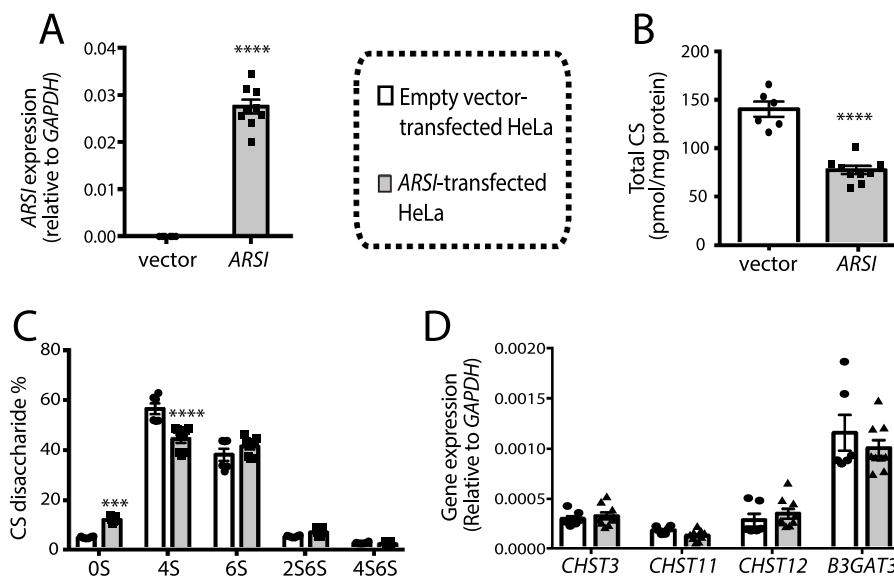 A
ARSI expression
(relative to GAPDH)
0.04
0.03
0.02
0.01
0.00
****
vector
ARSI
Empty vector-
transfected HeLa
ARSI-transfected
HeLa
B
Total CS
(pmol/mg protein)
200
150
100
50
0
****
vector
ARSI
C
CS disaccharide %
80
60
40
20
0
***
****
0S
4S
6S
2S6S
4S6S
D
Gene expression
(Relative to GAPDH)
0.0020
0.0015
0.0010
0.0005
0.0000
CHST3
CHST11
CHST12
B3GAT3